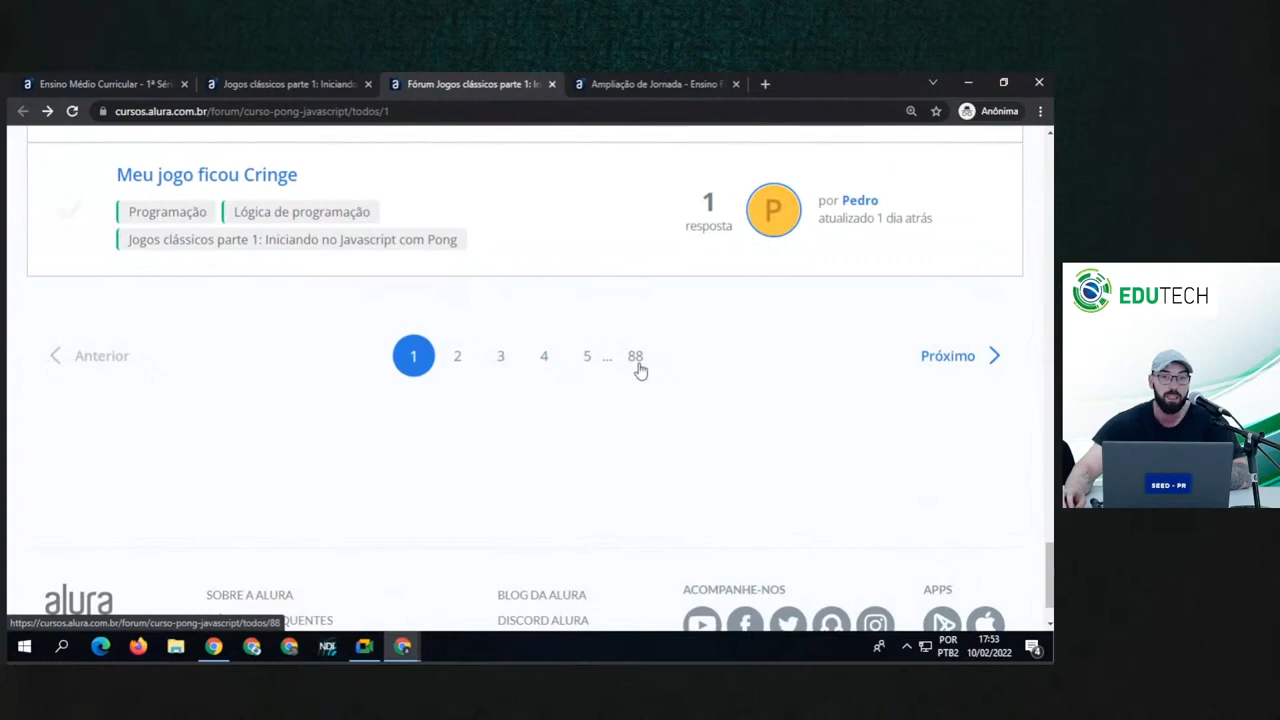 Ensino Médio Curricular - 1ª Séri
Jogos clássicos parte 1: Iniciando
Fórum Jogos clássicos parte 1: In
Ampliação de Jornada - Ensino F
cursos.alura.com.br/forum/curso-pong-javascript/todos/1
Anônima
Meu jogo ficou Cringe
Programação
Lógica de programação
Jogos clássicos parte 1: Iniciando no Javascript com Pong
1
resposta
P
por Pedro
atualizado 1 dia atrás
Anterior
1 2 3 4 5 ... 88
Próximo
EDUTECH
SEED - PR
alura
SOBRE A ALURA
QUENTES
BLOG DA ALURA
DISCORD ALURA
ACOMPANHE-NOS
APPS
https://cursos.alura.com.br/forum/curso-pong-javascript/todos/88
NDI
POR
PTB2
17:53
10/02/2022
4